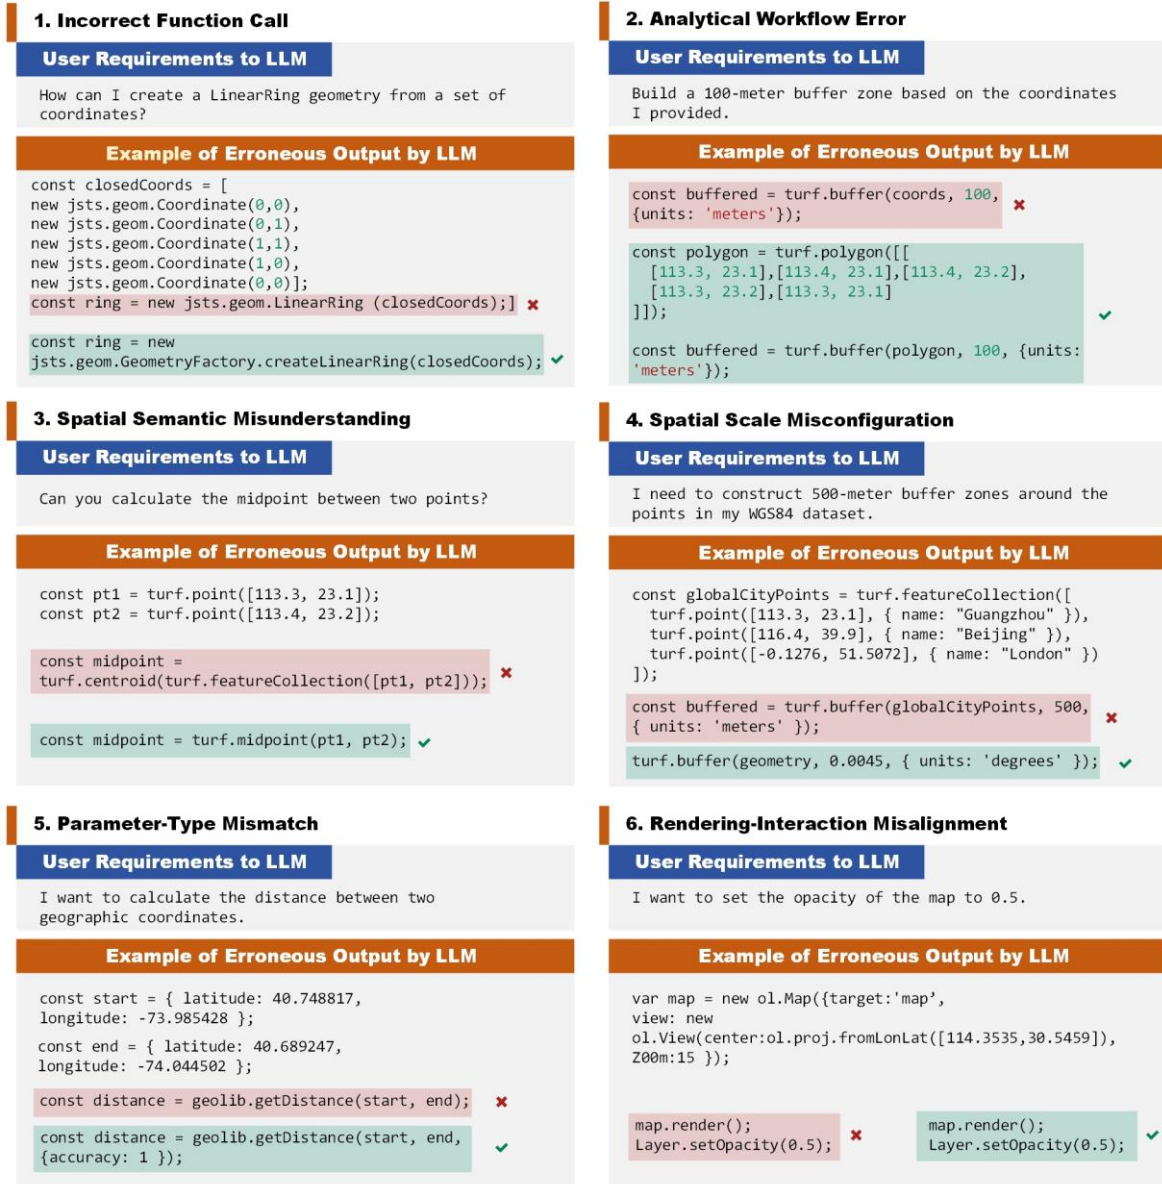 1. Incorrect Function Call
User Requirements to LLM
How can I create a LinearRing geometry from a set of
coordinates?
Example of Erroneous Output by LLM
const closedCoords = [
new jsts.geom.Coordinate(0,0),
new jsts.geom.Coordinate(0,1),
new jsts.geom.Coordinate(1,1),
new jsts.geom.Coordinate(1,0),
new jsts.geom.Coordinate(0,0)];
const ring = new jsts.geom.LinearRing (closedCoords);]
const ring = new
jsts.geom.GeometryFactory.createLinearRing(closedCoords);
2. Analytical Workflow Error
User Requirements to LLM
Build a 100-meter buffer zone based on the coordinates
I provided.
Example of Erroneous Output by LLM
const buffered = turf.buffer(coords, 100,
{units: 'meters'});
const polygon = turf.polygon([[
[113.3, 23.1],[113.4, 23.1],[113.4, 23.2],
[113.3, 23.2],[113.3, 23.1]
]]);
const buffered = turf.buffer(polygon, 100, {units:
'meters'});
3. Spatial Semantic Misunderstanding
User Requirements to LLM
Can you calculate the midpoint between two points?
Example of Erroneous Output by LLM
const pt1 = turf.point([113.3, 23.1]);
const pt2 = turf.point([113.4, 23.2]);
const midpoint =
turf.centroid(turf.featureCollection([pt1, pt2]));
const midpoint = turf.midpoint(pt1, pt2);
4. Spatial Scale Misconfiguration
User Requirements to LLM
I need to construct 500-meter buffer zones around the
points in my WGS84 dataset.
Example of Erroneous Output by LLM
const globalCityPoints = turf.featureCollection([
turf.point([113.3, 23.1], { name: "Guangzhou" }),
turf.point([116.4, 39.9], { name: "Beijing" }),
turf.point([-0.1276, 51.5072], { name: "London" })
]);
const buffered = turf.buffer(globalCityPoints, 500,
{ units: 'meters' });
turf.buffer(geometry, 0.0045, { units: 'degrees' });
5. Parameter-Type Mismatch
User Requirements to LLM
I want to calculate the distance between two
geographic coordinates.
Example of Erroneous Output by LLM
const start = { latitude: 40.748817,
longitude: -73.985428 };
const end = { latitude: 40.689247,
longitude: -74.044502 };
const distance = geolib.getDistance(start, end);
const distance = geolib.getDistance(start, end,
{accuracy: 1 });
6. Rendering-Interaction Misalignment
User Requirements to LLM
I want to set the opacity of the map to 0.5.
Example of Erroneous Output by LLM
var map = new ol.Map({target:'map’,
view: new
ol.View(center:ol.proj.fromLonLat([114.3535,30.5459]),
Z00m:15 });
map.render();
Layer.setOpacity(0.5);
map.render();
Layer.setOpacity(0.5);